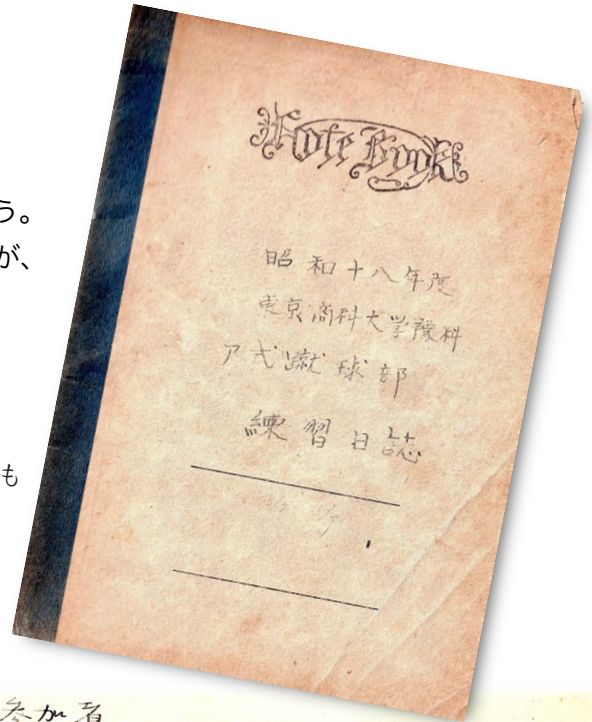 う。
が、
も
Note Book
昭和十八年度
東京商科大学豫科
ア式蹴球部
練習日誌
参加者